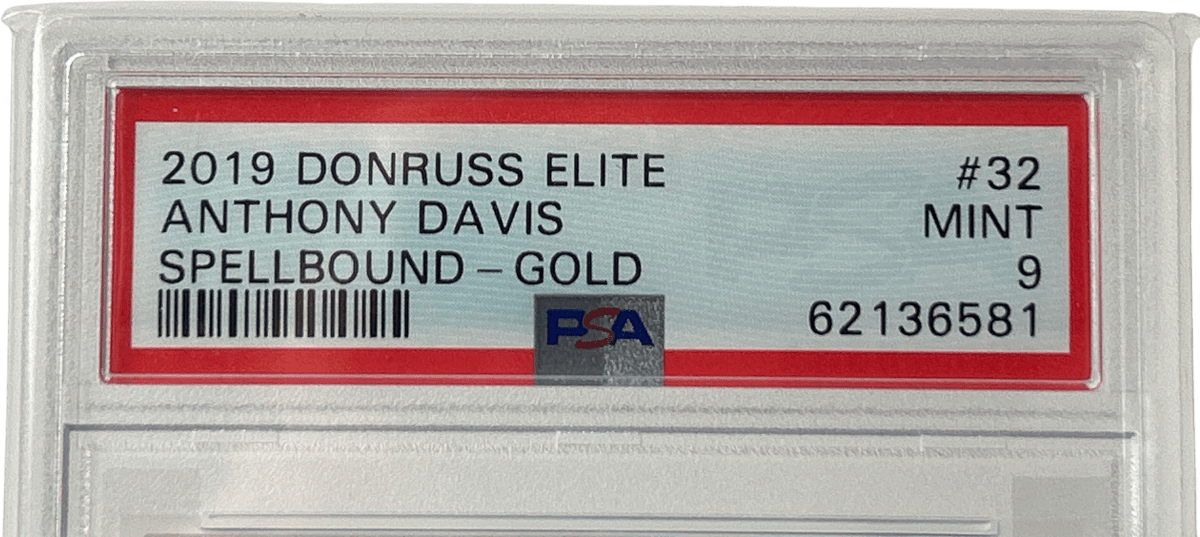 2019 DONRUSS ELITE #32
ANTHONY DAVIS MINT
SPELLBOUND – GOLD 9
PSA 62136581